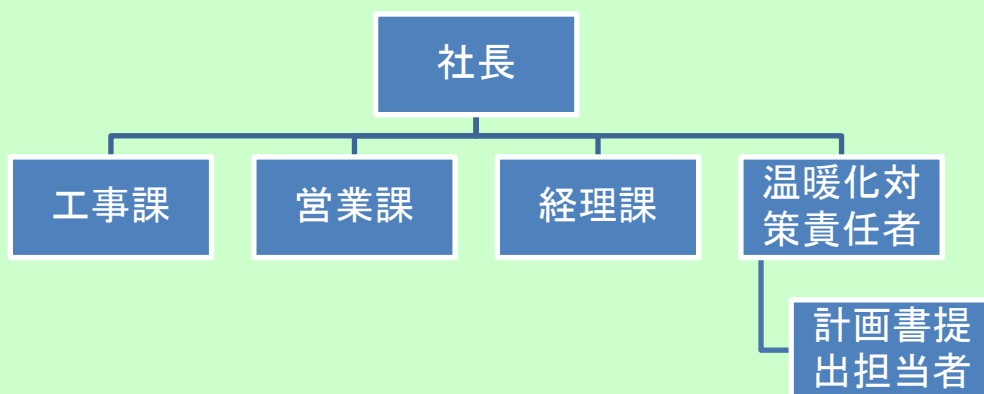 社長
工事課
営業課
経理課
温暖化対
策責任者
計画書提
出担当者